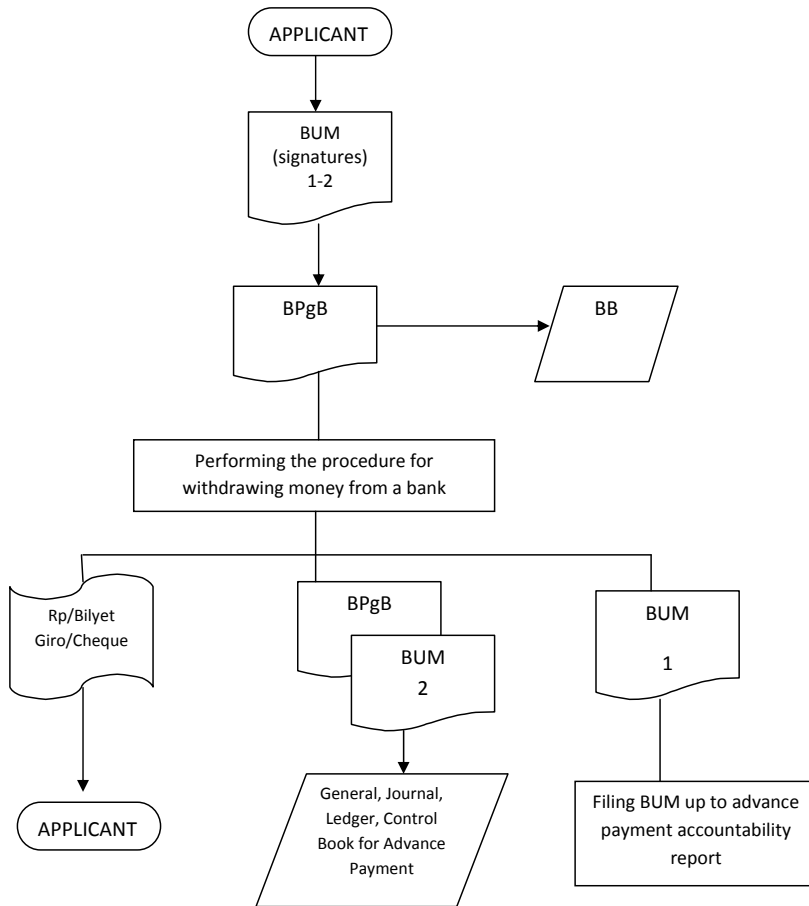 APPLICANT
BUM
(signatures)
1-2
BPgB
BB
Performing the procedure for
withdrawing money from a bank
Rp/Bilyet
Giro/Cheque
BPgB
BUM
2
BUM
1
APPLICANT
General, Journal,
Ledger, Control
Book for Advance
Payment
Filing BUM up to advance
payment accountability
report